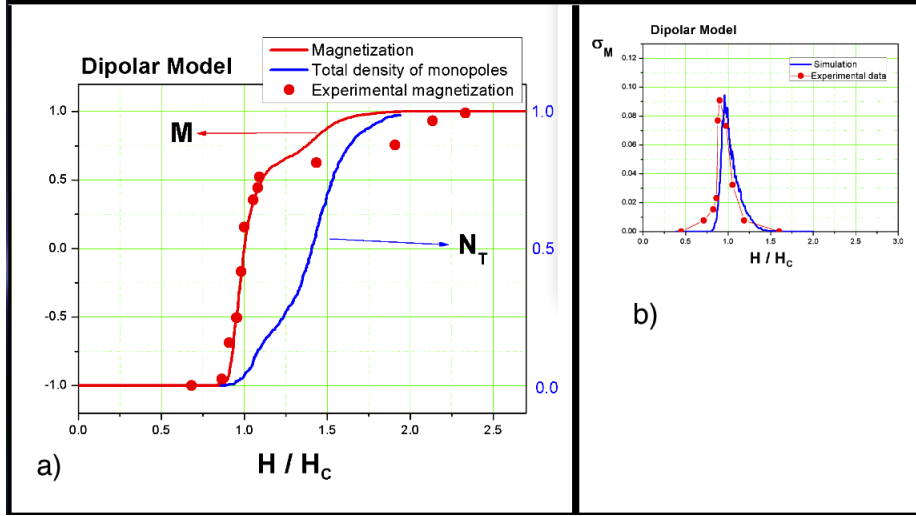 Dipolar Model
Magnetization
Total density of monopoles
Experimental magnetization
M
N_T
1.0
0.5
0.0
-0.5
-1.0
1.0
0.5
0.0
0.0 0.5 1.0 1.5 2.0 2.5
H / H_C
a)
σ_M
Dipolar Model
Simulation
Experimental data
0.12
0.10
0.08
0.06
0.04
0.02
0.00
0.0 0.5 1.0 1.5 2.0 2.5 3.0
H / H_C
b)